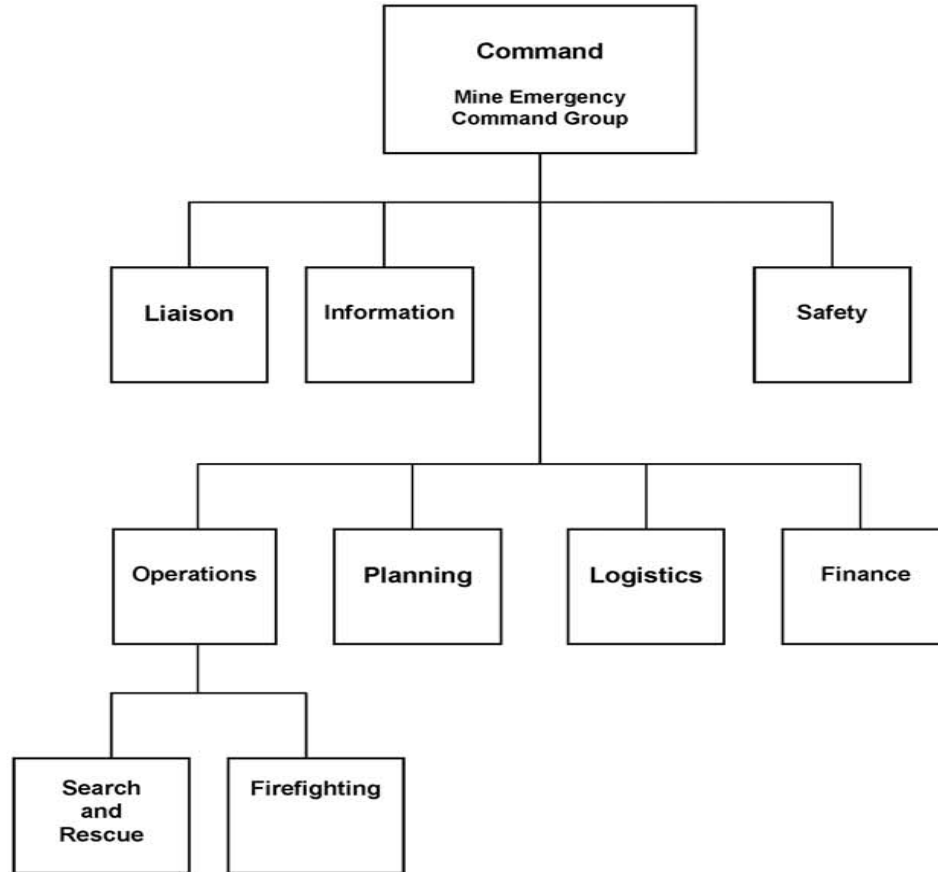 Command
Mine Emergency
Command Group
Liaison
Information
Safety
Operations
Planning
Logistics
Finance
Search
and
Rescue
Firefighting